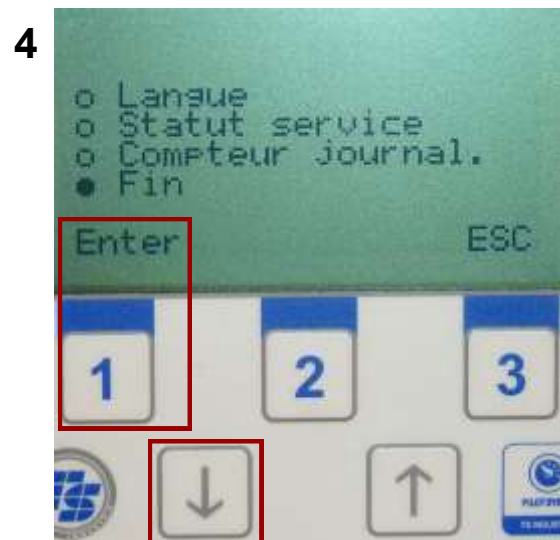 4
Langue
Statut service
Compteur journal.
Fin
Enter ESC
1 2 3